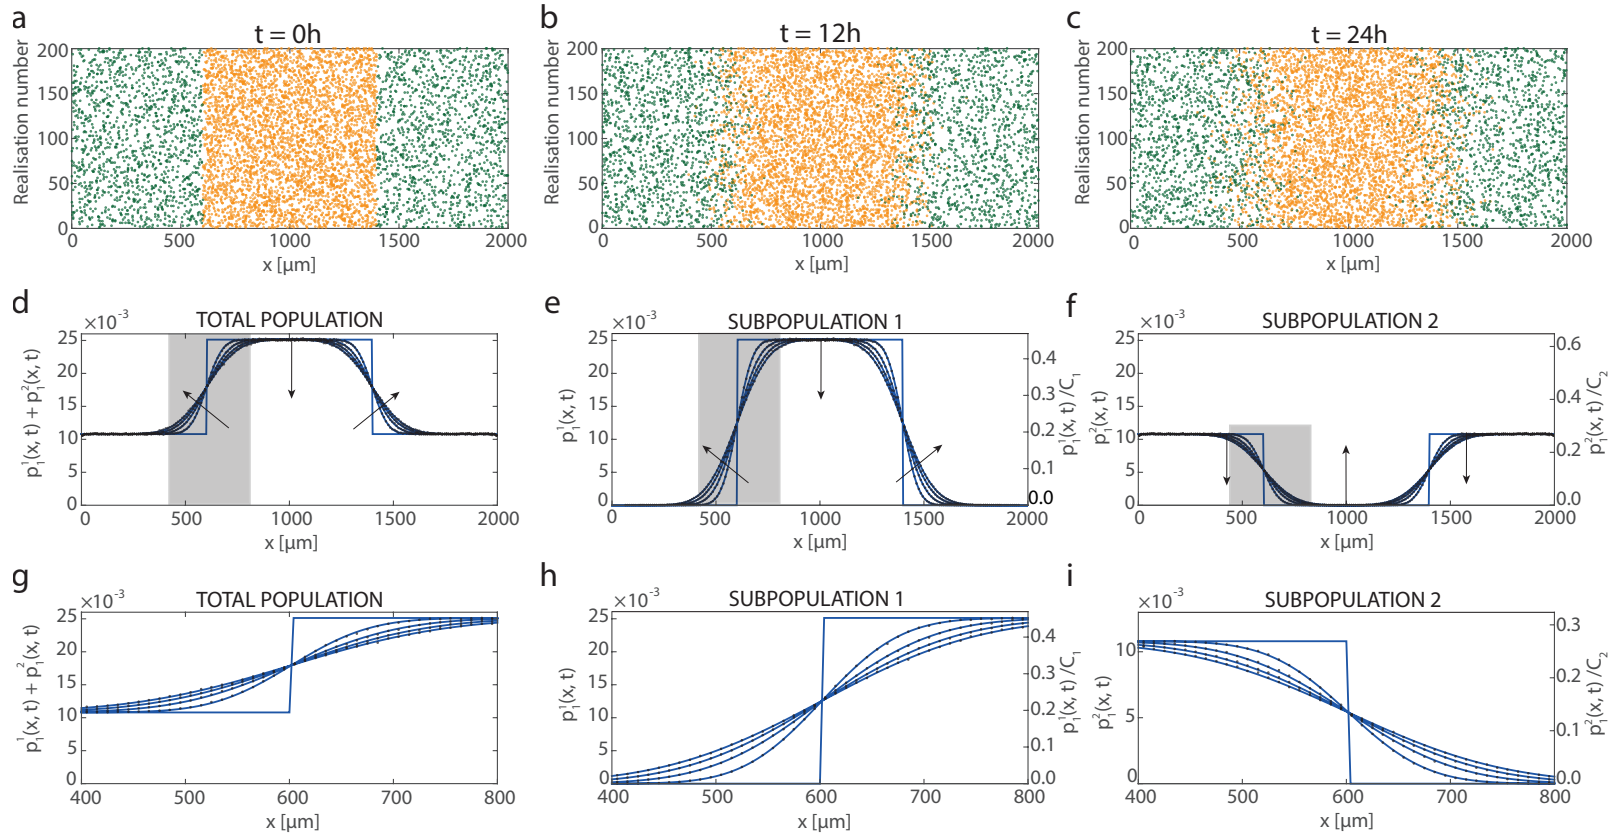 a
t = 0h
Realisation number
200
150
100
50
0
0 500 1000 1500 2000
x [µm]
b
t = 12h
Realisation number
200
150
100
50
0
0 500 1000 1500 2000
x [µm]
c
t = 24h
Realisation number
200
150
100
50
0
0 500 1000 1500 2000
x [µm]
d
×10⁻³
TOTAL POPULATION
p₁¹(x, t) + p₁²(x, t)
25
20
15
10
5
0
0 500 1000 1500 2000
x [µm]
e
×10⁻³
SUBPOPULATION 1
p₁¹(x, t)
25
20
15
10
5
0
0.4
0.3
0.2
0.1
0.0
p₁¹(x, t) /C₁
0 500 1000 1500 2000
x [µm]
f
×10⁻³
SUBPOPULATION 2
p₁²(x, t)
25
20
15
10
5
0
0.6
0.4
0.2
0.0
p₁²(x, t) /C₂
0 500 1000 1500 2000
x [µm]
g
×10⁻³
TOTAL POPULATION
p₁¹(x, t) + p₁²(x, t)
25
20
15
10
5
0
400 500 600 700 800
x [µm]
h
×10⁻³
SUBPOPULATION 1
p₁¹(x, t)
25
20
15
10
5
0
0.4
0.3
0.2
0.1
0.0
p₁¹(x, t) /C₁
400 500 600 700 800
x [µm]
i
×10⁻³
SUBPOPULATION 2
p₁²(x, t)
10
5
0
0.3
0.2
0.1
0.0
p₁²(x, t) /C₂
400 500 600 700 800
x [µm]